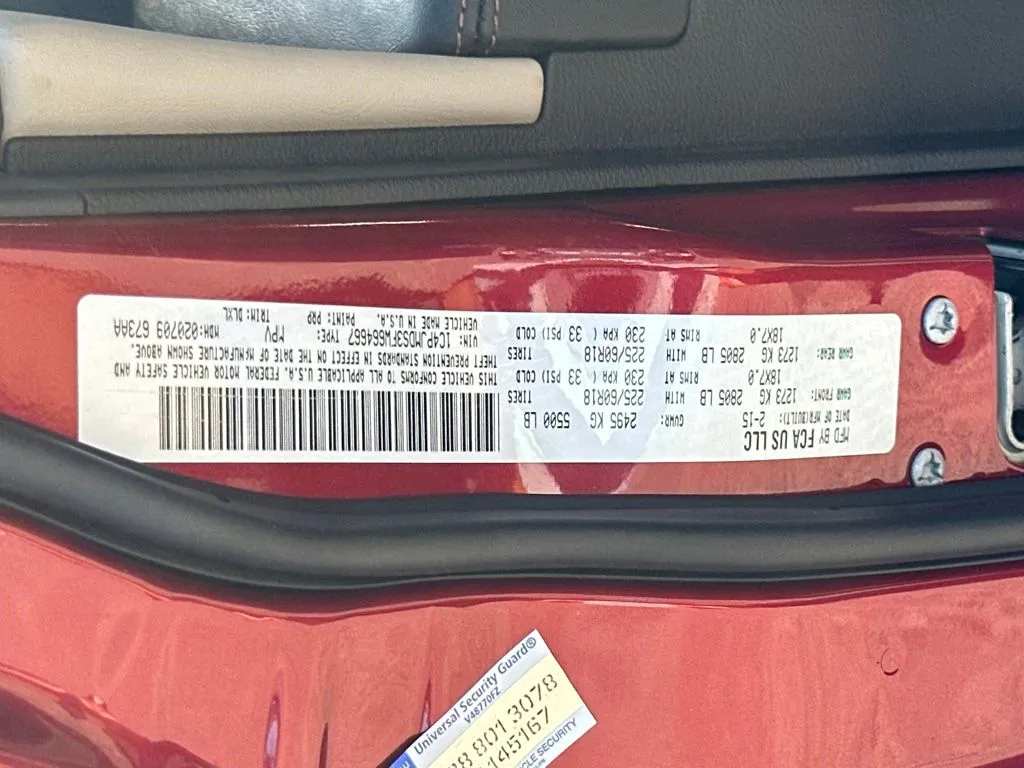 MFD BY FCA US LLC
DATE OF MFR(BUILT): 2-15
GVWR: 2495 KG 5500 LB
GAWR FRONT: 1273 KG 2805 LB WITH 225/60R18 TIRES
18X7.0 RIMS AT 230 KPA ( 33 PSI) COLD
GAWR REAR: 1273 KG 2805 LB WITH 225/60R18 TIRES
18X7.0 RIMS AT 230 KPA ( 33 PSI) COLD
THIS VEHICLE CONFORMS TO ALL APPLICABLE U.S.A. FEDERAL MOTOR VEHICLE SAFETY AND
THEFT PREVENTION STANDARDS IN EFFECT ON THE DATE OF MANUFACTURE SHOWN ABOVE.
VIN: 1C4PJMDS3FW664667 TYPE: MPV MDH:020709 673AA
VEHICLE MADE IN U.S.A. PAINT: PRP TRIM: DLXL
Universal Security Guard®
V48770FZ
801 3078
145167
SECURITY